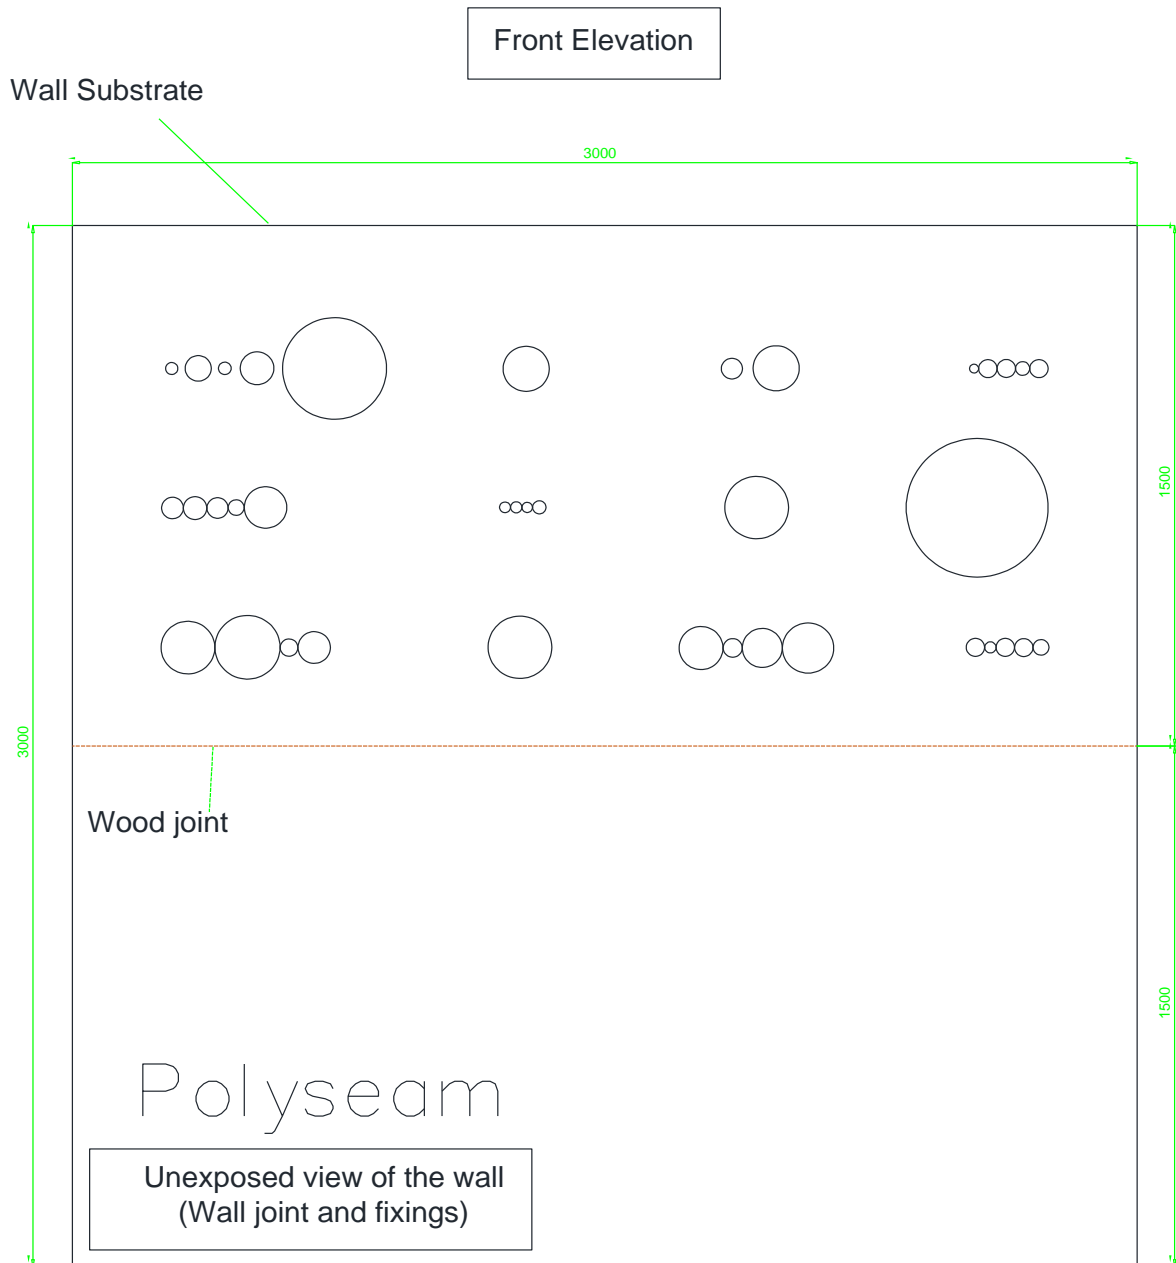 Front Elevation
Wall Substrate
3000
1500
3000
Wood joint
1500
Polyseam
Unexposed view of the wall
(Wall joint and fixings)